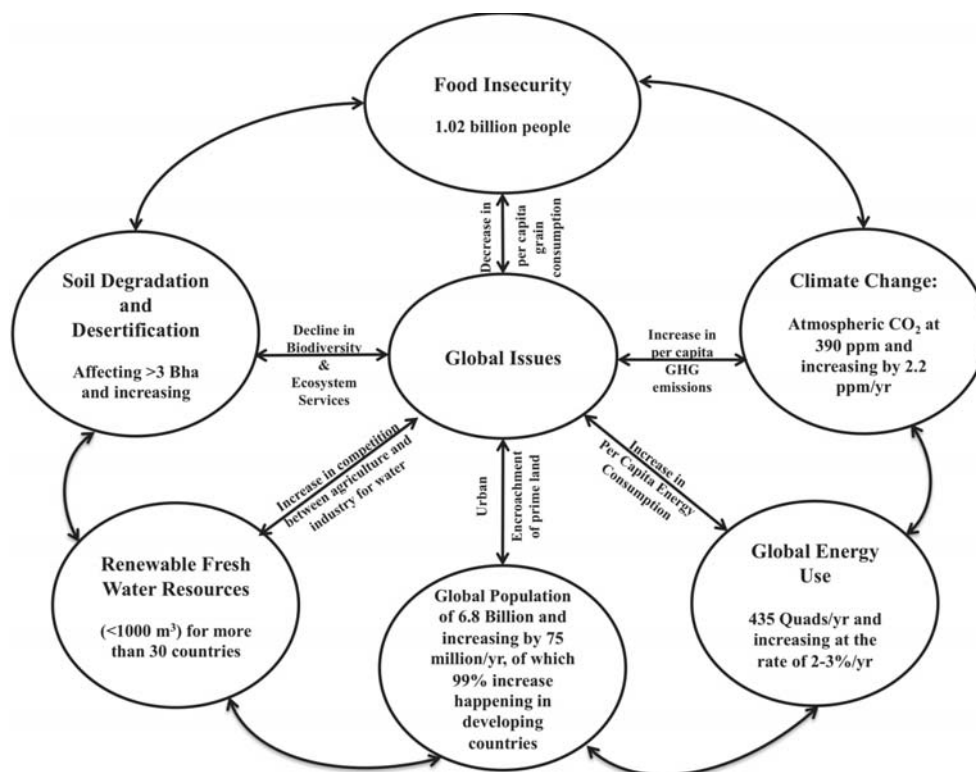 Food Insecurity
1.02 billion people
Decrease in
per capita
grain
consumption
Soil Degradation
and
Desertification
Affecting >3 Bha
and increasing
Decline in
Biodiversity
&
Ecosystem
Services
Global Issues
Increase in
per capita
GHG
emissions
Climate Change:
Atmospheric CO₂ at
390 ppm and
increasing by 2.2
ppm/yr
Increase in competition
between agriculture and
industry for water
Urban
Encroachment
of prime land
Increase in
Per Capita Energy
Consumption
Renewable Fresh
Water Resources
(<1000 m³) for more
than 30 countries
Global Population
of 6.8 Billion and
increasing by 75
million/yr, of which
99% increase
happening in
developing
countries
Global Energy
Use
435 Quads/yr and
increasing at the
rate of 2-3%/yr